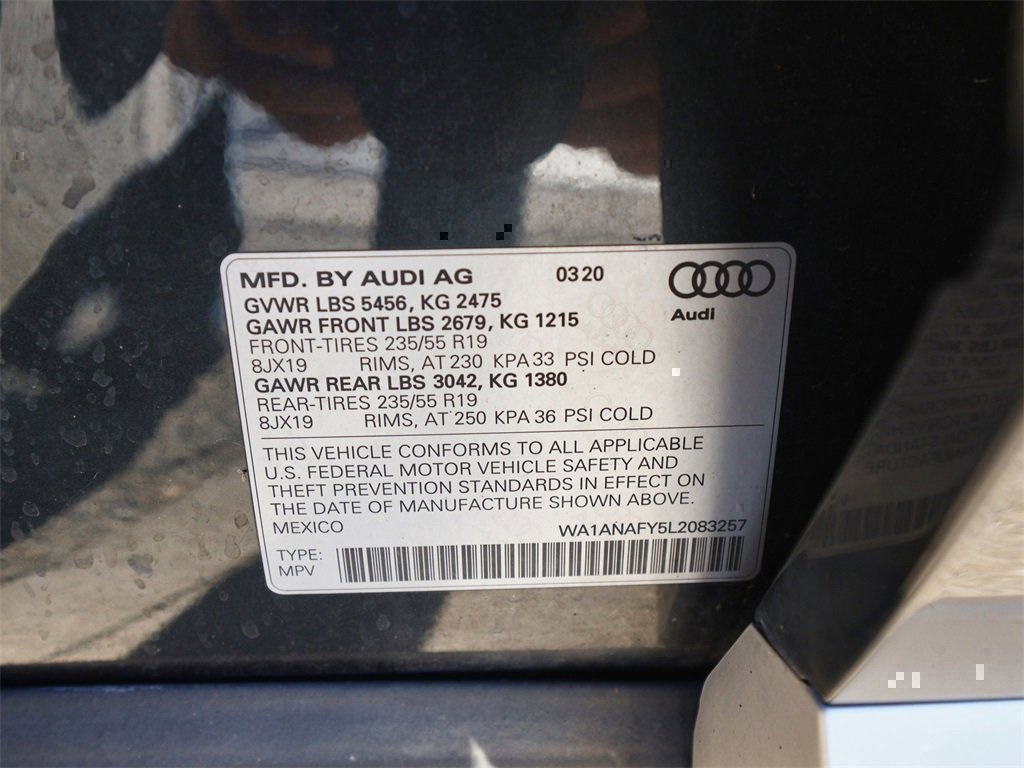 MFD. BY AUDI AG 0320
GVWR LBS 5456, KG 2475
GAWR FRONT LBS 2679, KG 1215
Audi
FRONT-TIRES 235/55 R19
8JX19 RIMS, AT 230 KPA 33 PSI COLD
GAWR REAR LBS 3042, KG 1380
REAR-TIRES 235/55 R19
8JX19 RIMS, AT 250 KPA 36 PSI COLD
THIS VEHICLE CONFORMS TO ALL APPLICABLE
U.S. FEDERAL MOTOR VEHICLE SAFETY AND
THEFT PREVENTION STANDARDS IN EFFECT ON
THE DATE OF MANUFACTURE SHOWN ABOVE.
MEXICO WA1ANAFY5L2083257
TYPE:
MPV